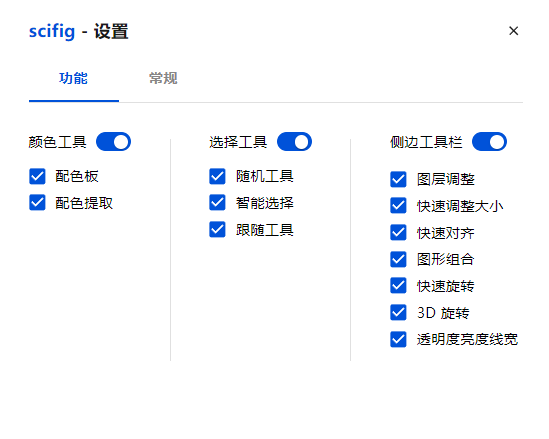 scifig - 设置
功能
常规
颜色工具
配色板
配色提取
选择工具
随机工具
智能选择
跟随工具
侧边工具栏
图层调整
快速调整大小
快速对齐
图形组合
快速旋转
3D 旋转
透明度亮度线宽